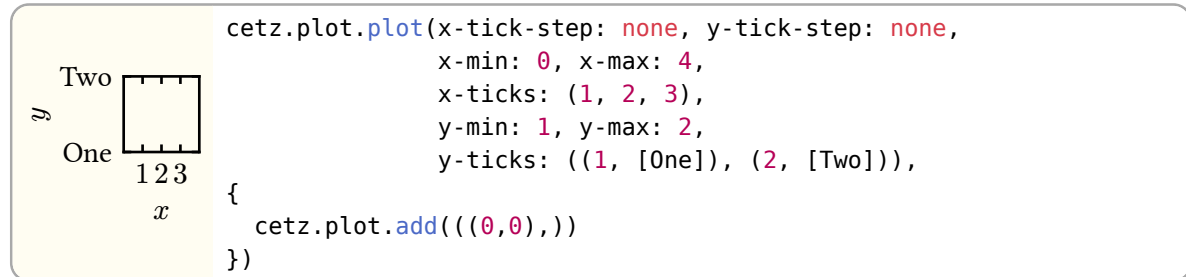 Two
y
One
1 2 3
x
cetz.plot.plot(x-tick-step: none, y-tick-step: none,
x-min: 0, x-max: 4,
x-ticks: (1, 2, 3),
y-min: 1, y-max: 2,
y-ticks: ((1, [One]), (2, [Two])),
{
cetz.plot.add(((0,0),))
})